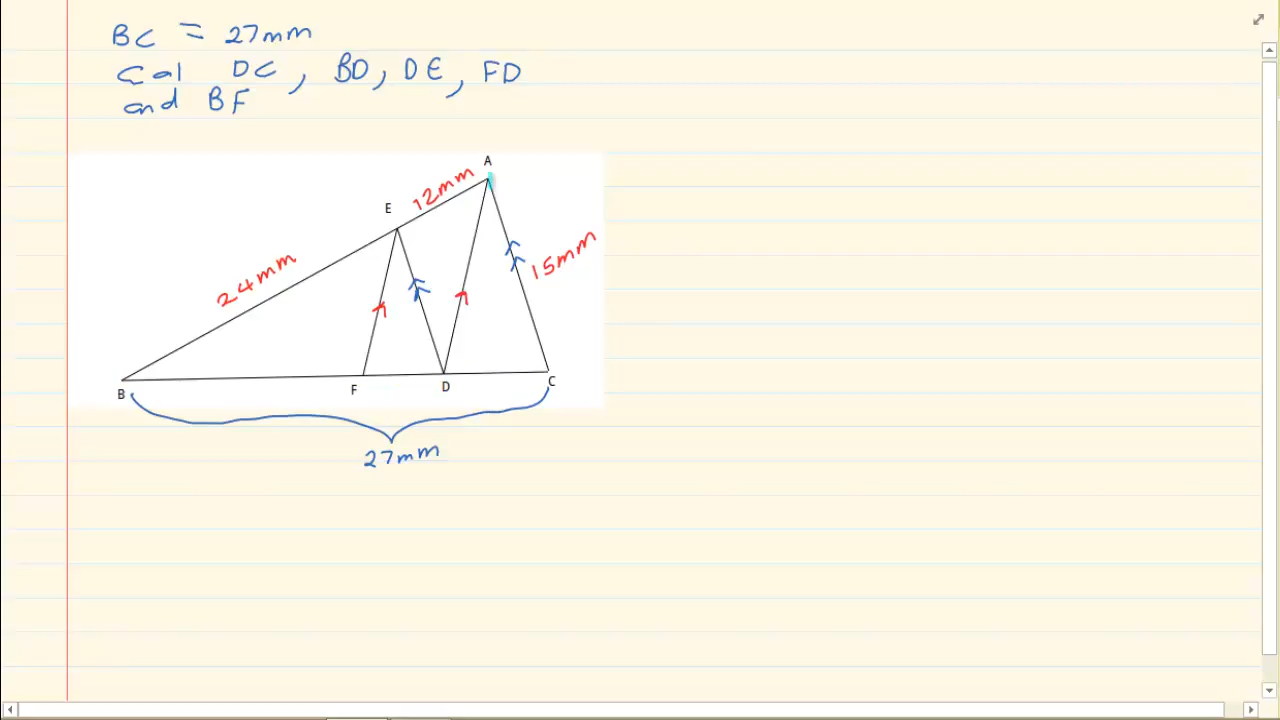 BC = 27mm
Cal DC, BD, DE, FD
and BF
A
12mm
E
24mm
15mm
B
F
D
C
27mm